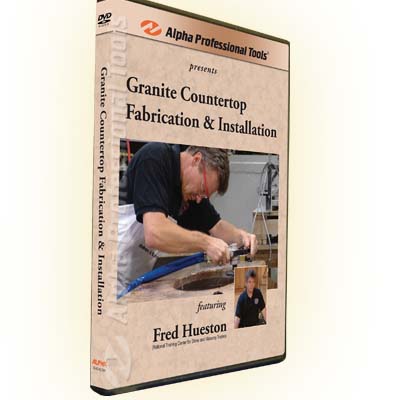 Alpha Professional Tools®
presents
Granite Countertop
Fabrication & Installation
featuring
Fred Hueston
(National Training Center for Stone and Masonry Trades)
DVD
Alpha Professional Tools
Granite Countertop Fabrication & Installation
ALPHA